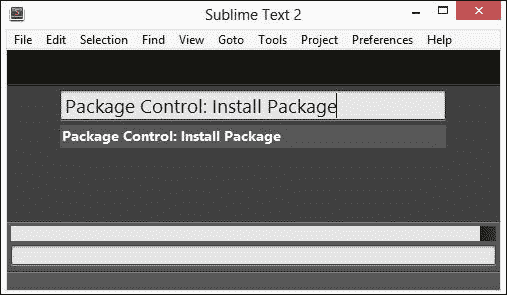 Sublime Text 2
File Edit Selection Find View Goto Tools Project Preferences Help
Package Control: Install Package
Package Control: Install Package